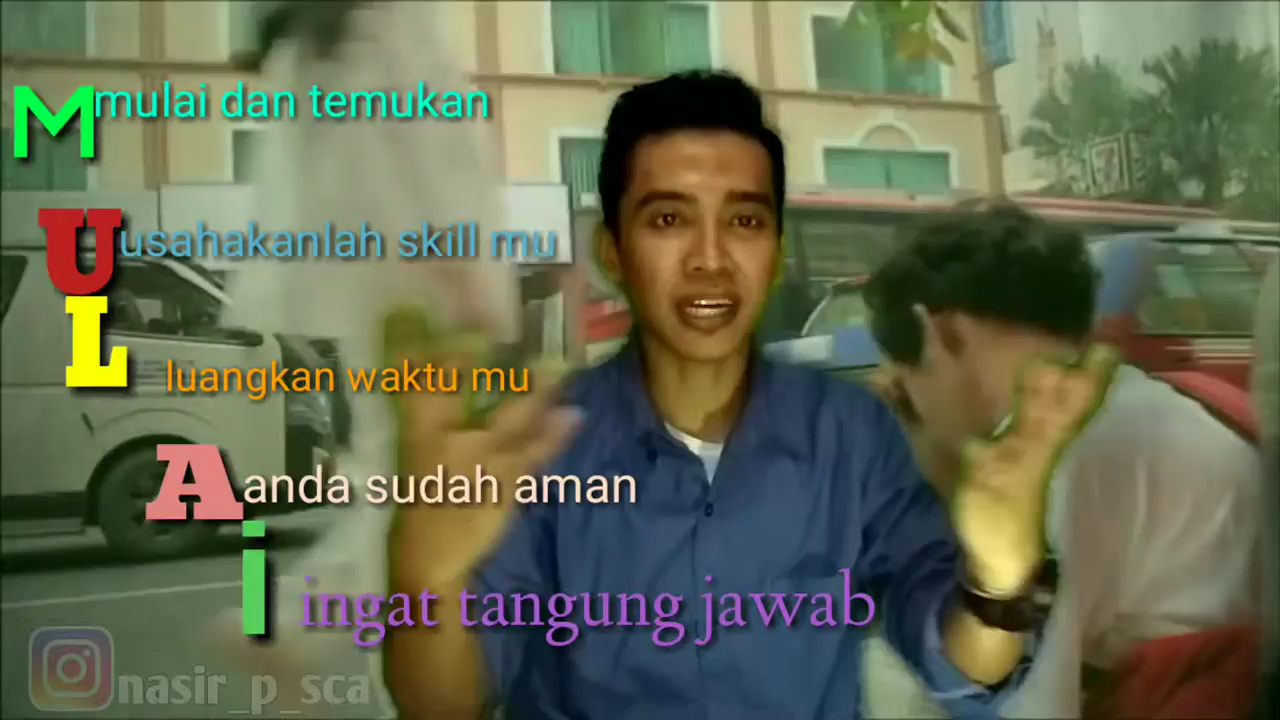 M mulai dan temukan
U usahakanlah skill mu
L luangkan waktu mu
A anda sudah aman
i ingat tangung jawab
nasir_p_sca